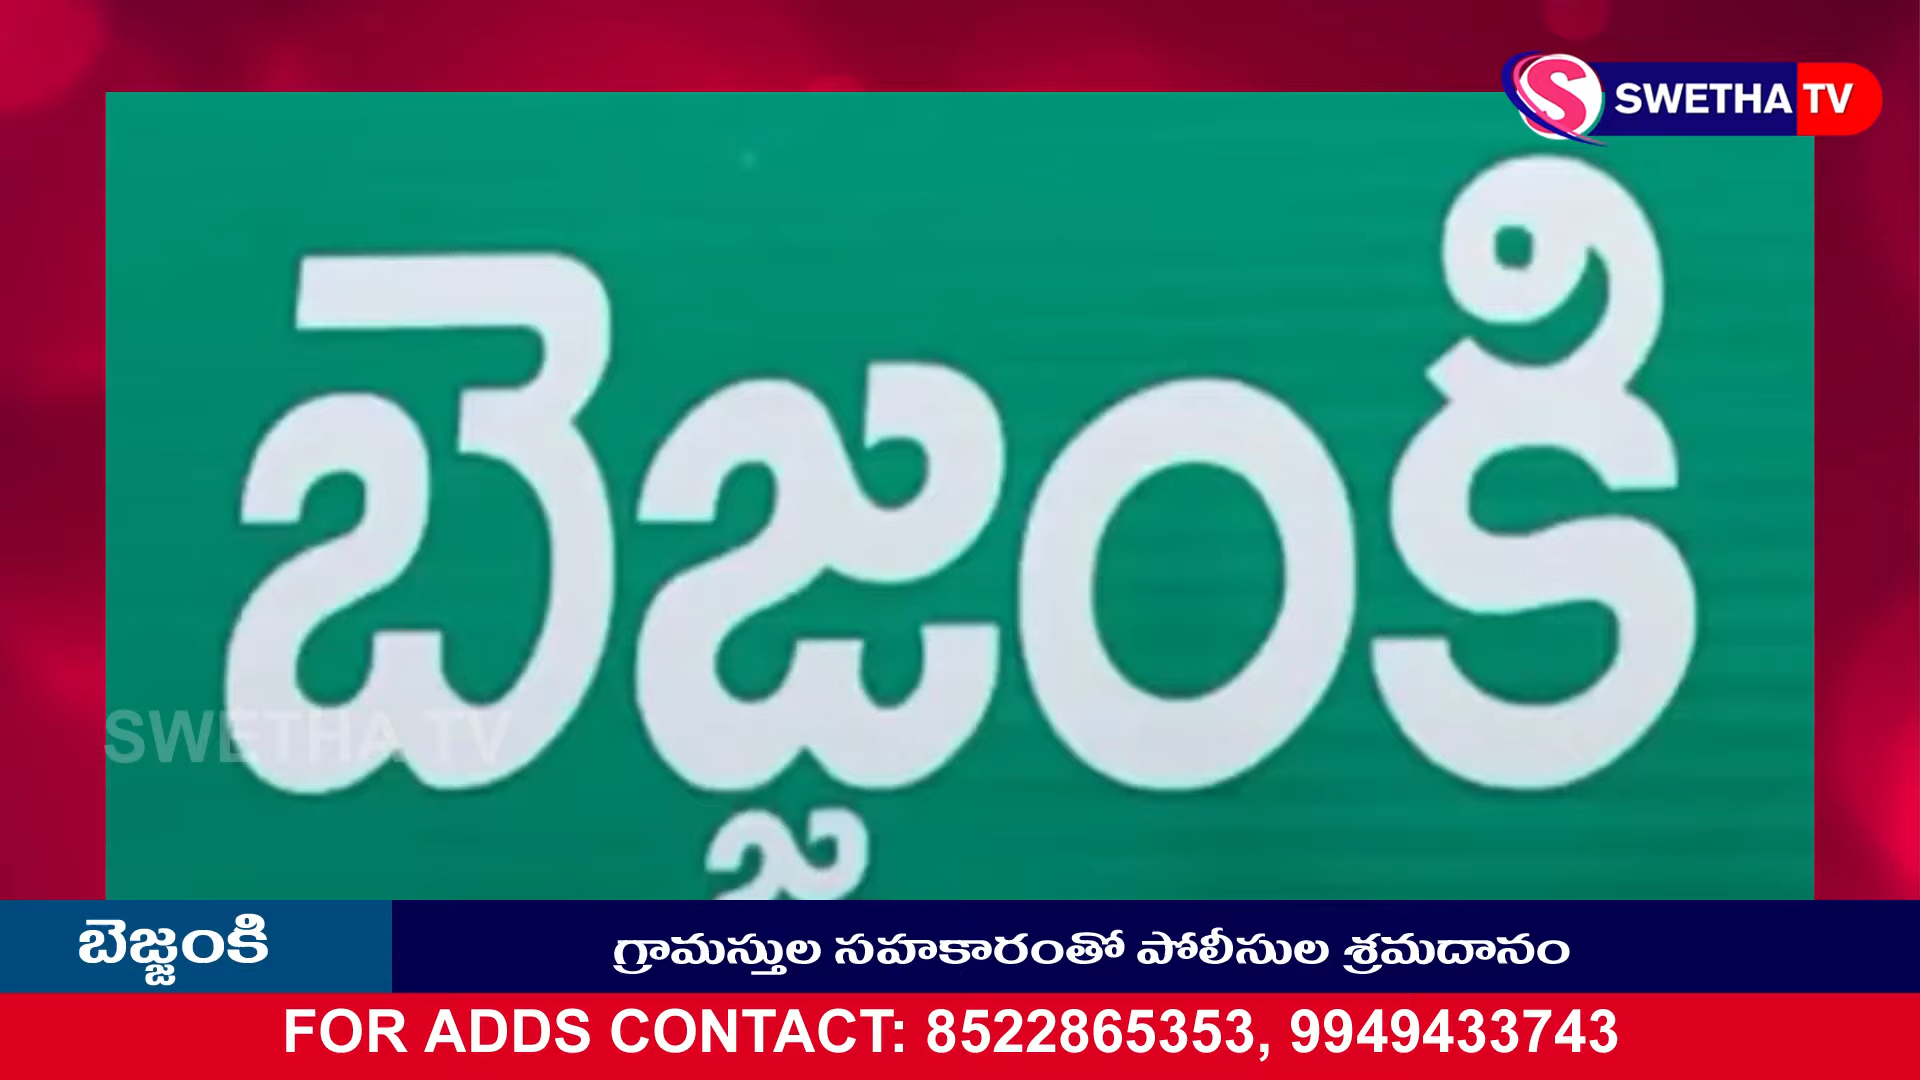 SWETHA TV
బెజ్జంకి
SWETHA TV
బెజ్జంకి
గ్రామస్తుల సహకారంతో పోలీసుల శ్రమదానం
FOR ADDS CONTACT: 8522865353, 9949433743